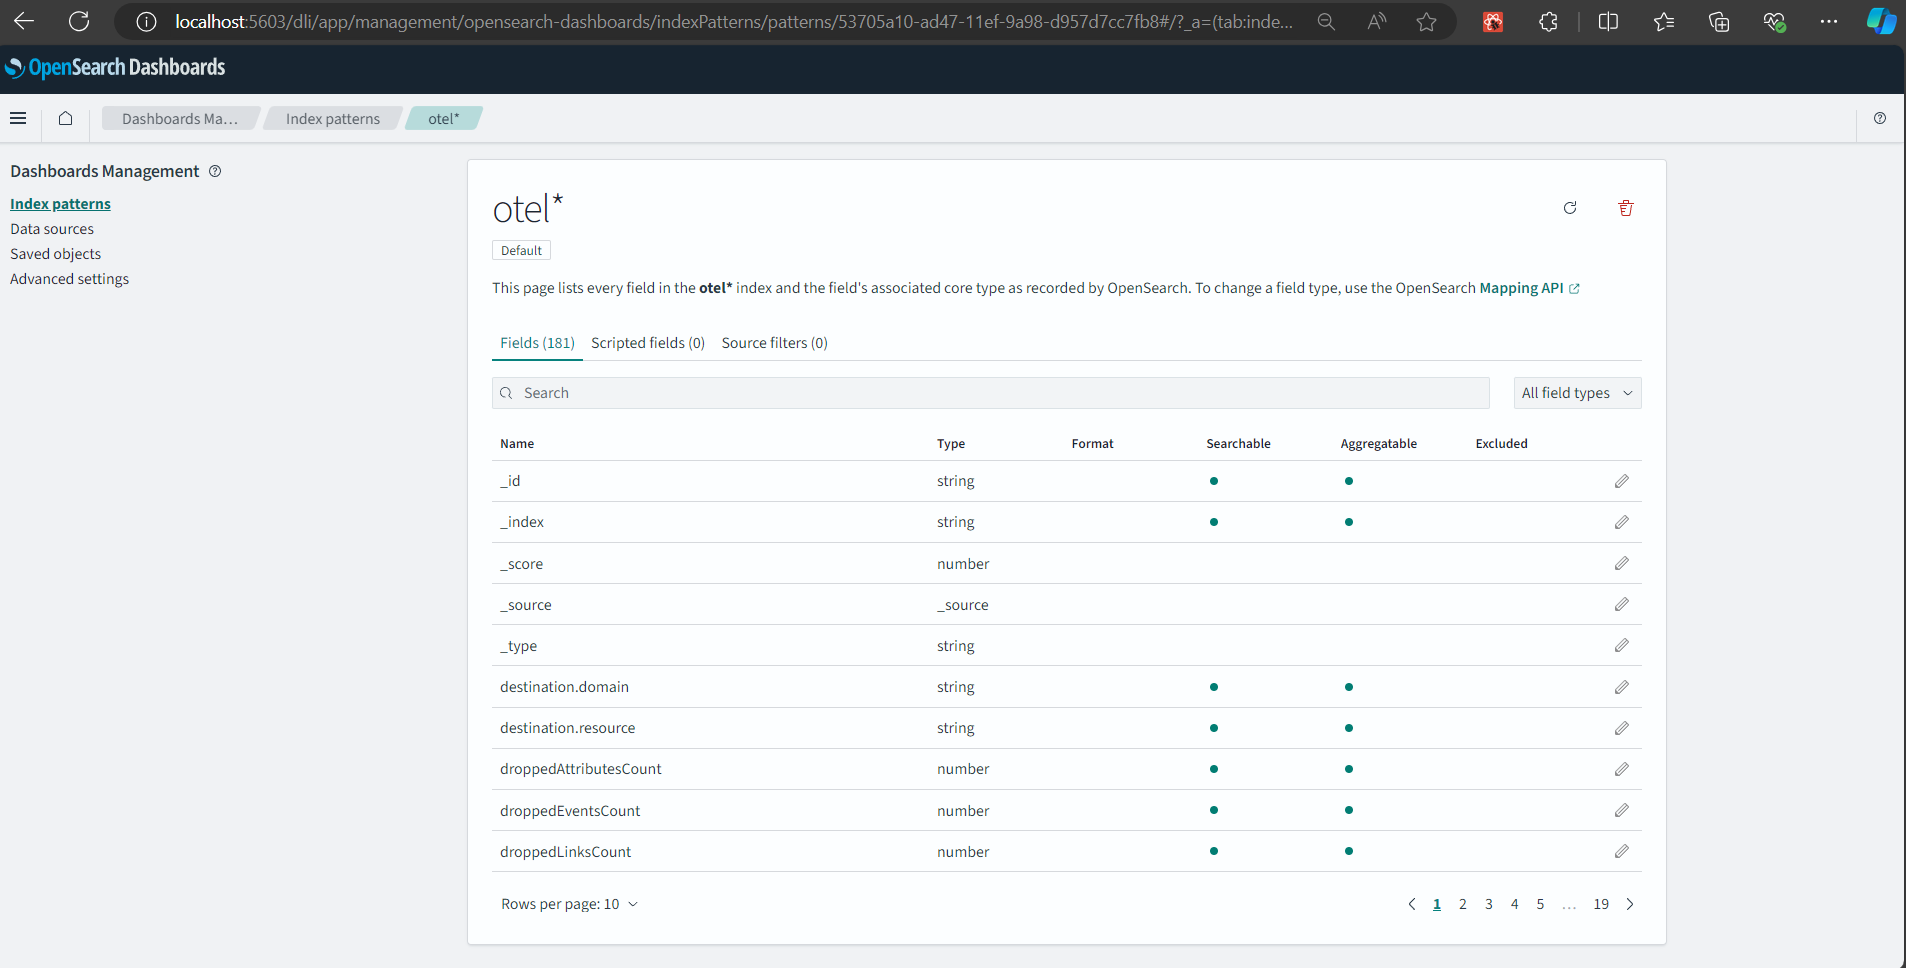 localhost:5603/dli/app/management/opensearch-dashboards/indexPatterns/patterns/53705a10-ad47-11ef-9a98-d957d7cc7fb8#/?_a=(tab:inde...
OpenSearch Dashboards
Dashboards Ma... Index patterns otel*
Dashboards Management
Index patterns
Data sources
Saved objects
Advanced settings
otel*
Default
This page lists every field in the otel* index and the field's associated core type as recorded by OpenSearch. To change a field type, use the OpenSearch Mapping API
Fields (181) Scripted fields (0) Source filters (0)
Search All field types
Name Type Format Searchable Aggregatable Excluded
_id string
_index string
_score number
_source _source
_type string
destination.domain string
destination.resource string
droppedAttributesCount number
droppedEventsCount number
droppedLinksCount number
Rows per page: 10 1 2 3 4 5 ... 19